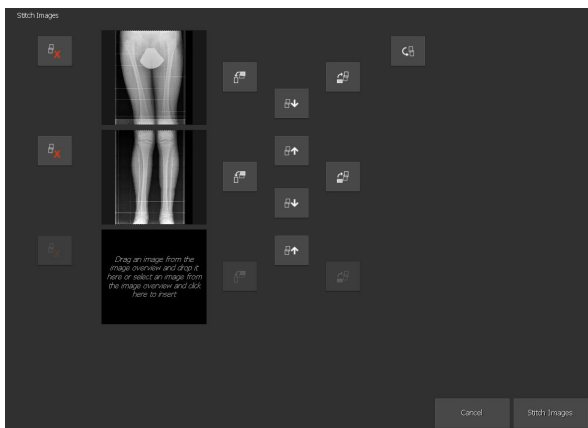 Stitch Images
Drag an image from the
image overview and drop it
here or select an image from
the image overview and click
here to insert
Cancel
Stitch Images